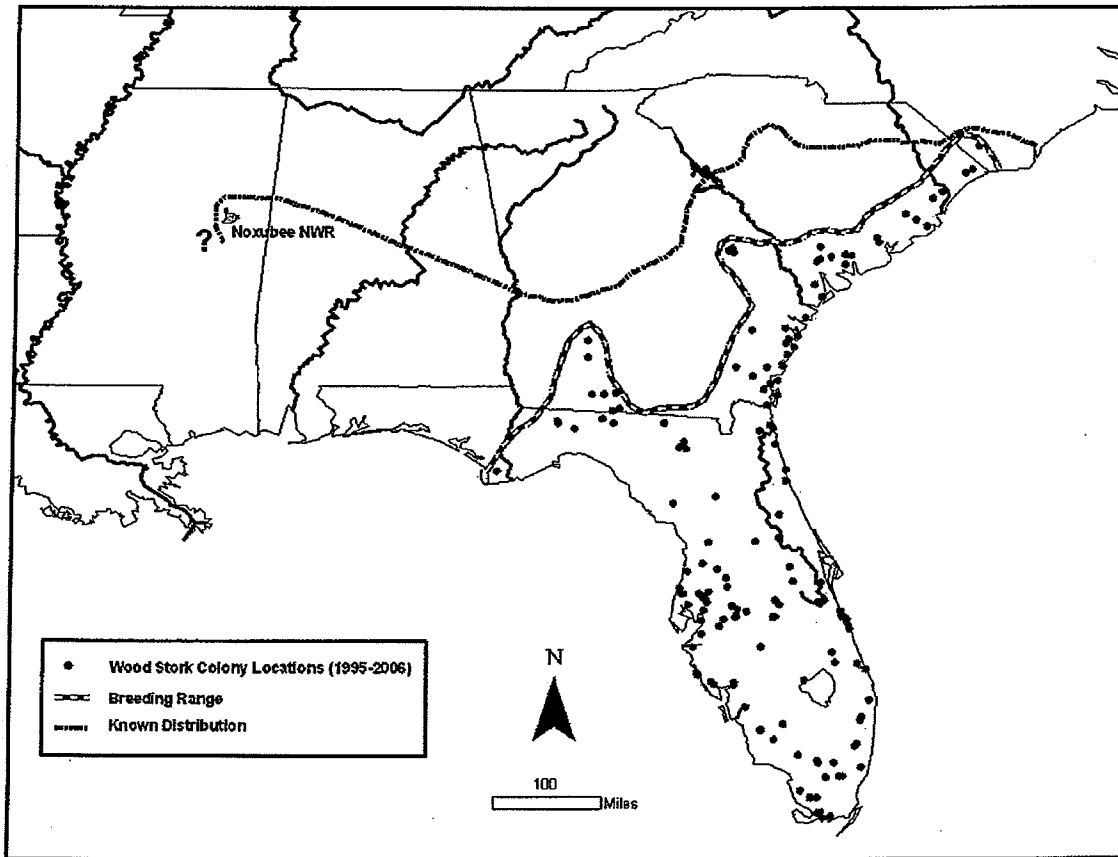 ?
Noxubee NWR
Wood Stork Colony Locations (1995-2006)
Breeding Range
Known Distribution
N
100
Miles